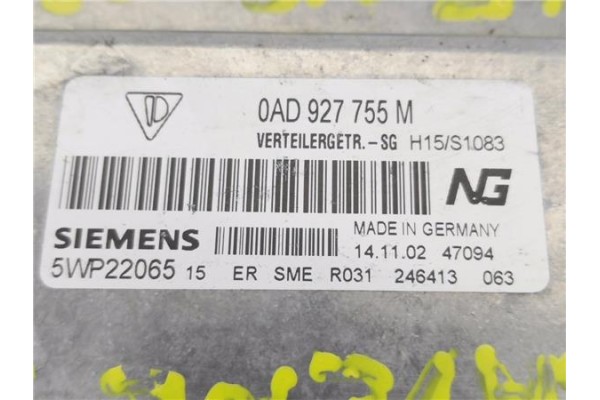 0AD 927 755 M
VERTEILERGETR.-SG H15/S1083
NG
SIEMENS
MADE IN GERMANY
14.11.02 47094
5WP22065 15 ER SME R031 246413 063